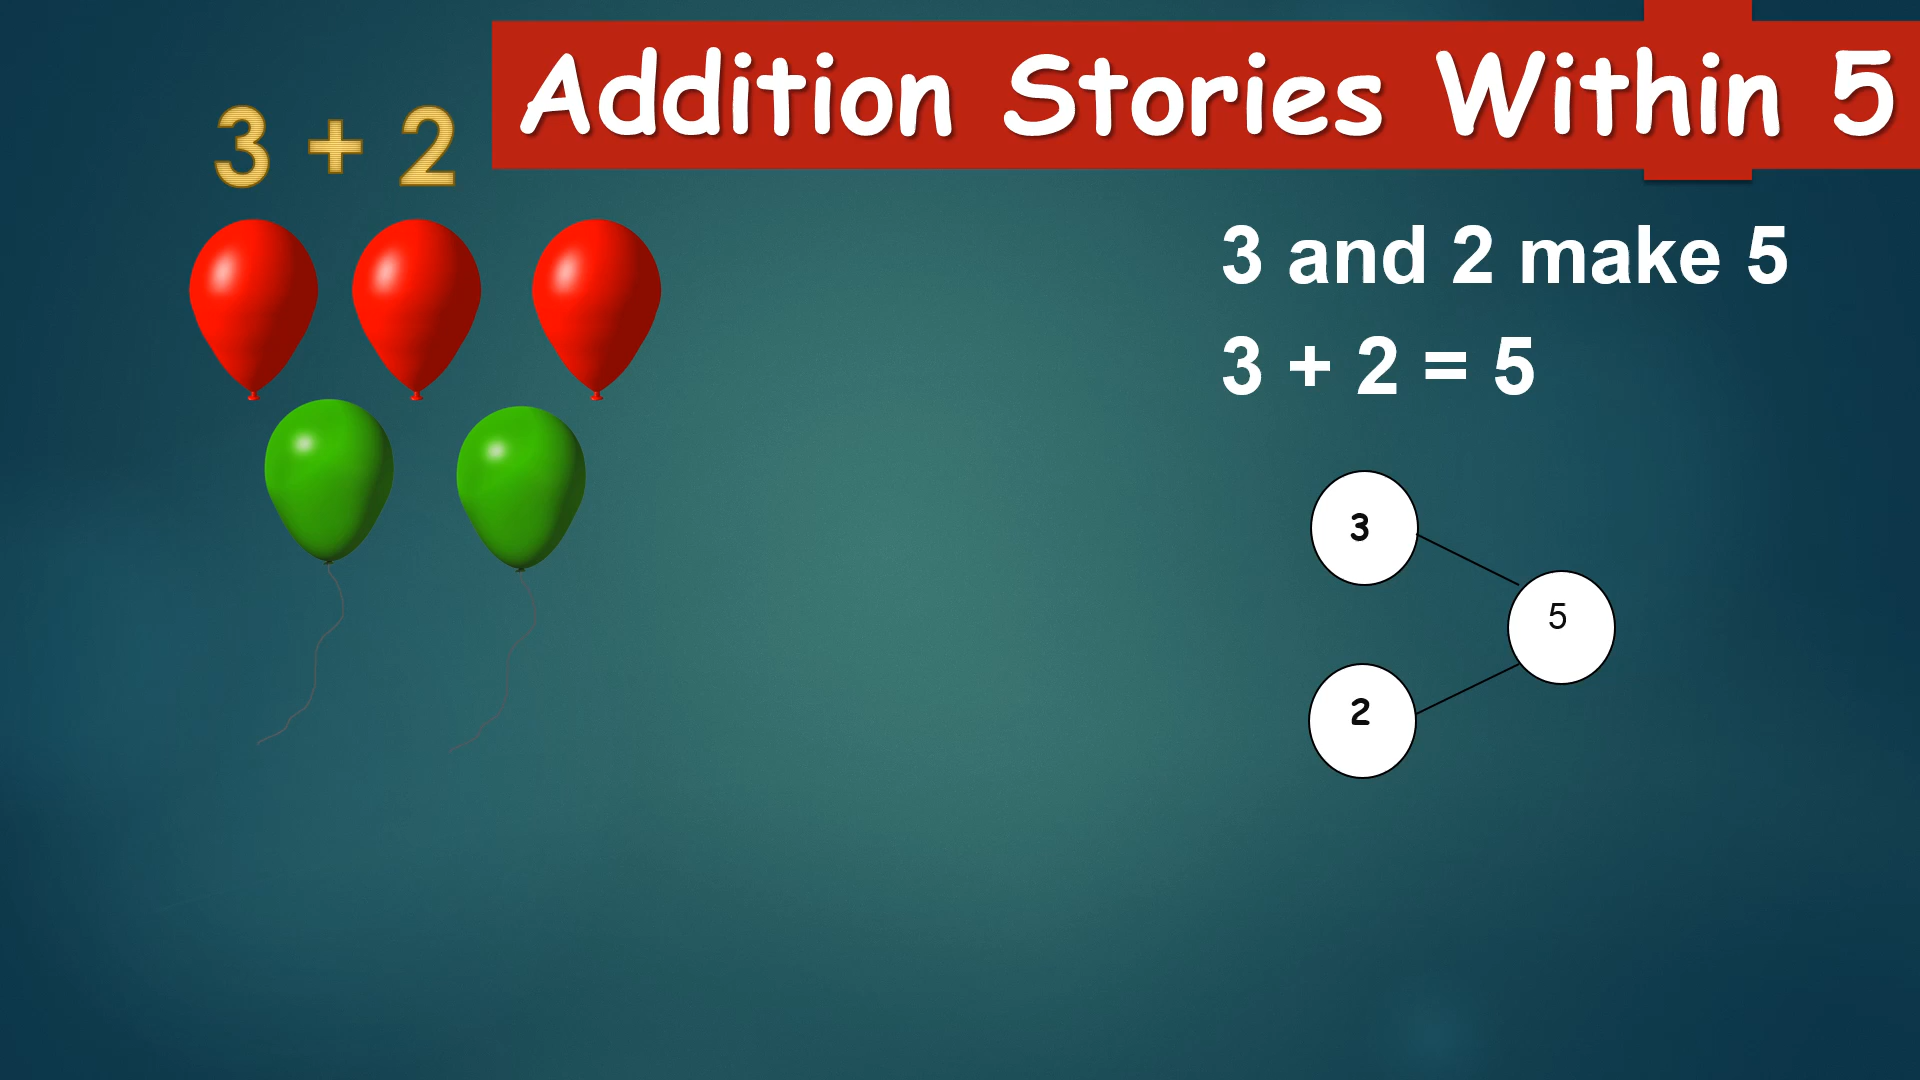 Addition Stories Within 5
3 + 2
3 and 2 make 5
3 + 2 = 5
3
5
2